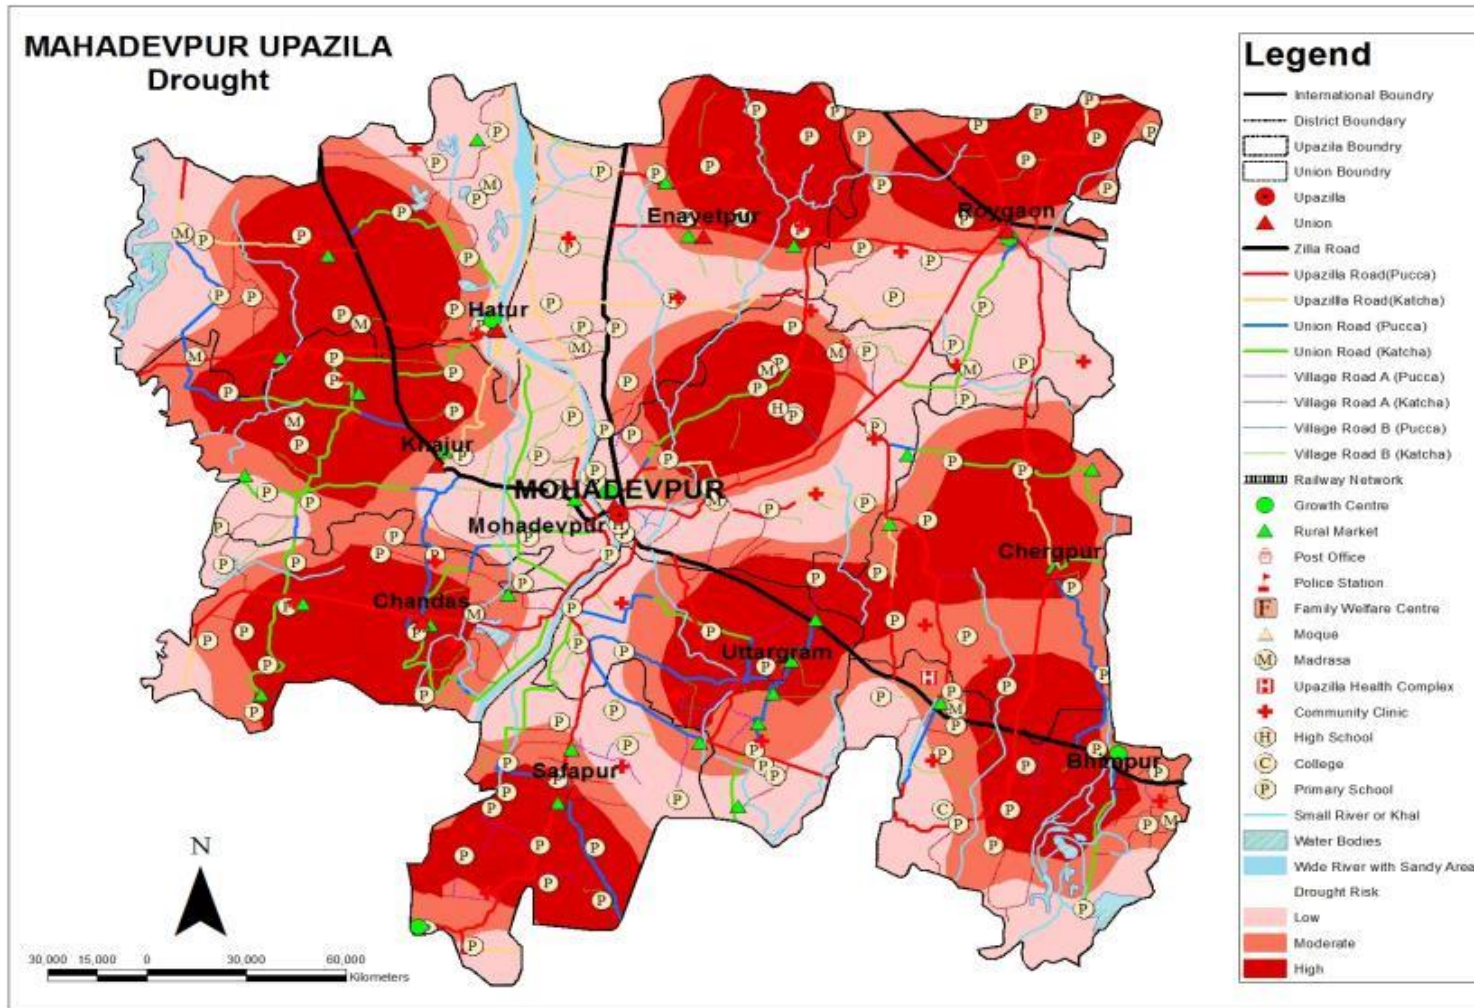 MAHADEVPUR UPAZILA
Drought
Enayetpur
Roygaon
Hatur
Khajur
MOHADEVPUR
Mohadevpur
Chergpur
Chandas
Uttargram
Safapur
Bhimpur
N
30,000 15,000 0 30,000 60,000
Kilometers
Legend
International Boundry
District Boundary
Upazila Boundry
Union Boundry
Upazilla
Union
Zilla Road
Upazilla Road(Pucca)
Upazillla Road(Katcha)
Union Road (Pucca)
Union Road (Katcha)
Village Road A (Pucca)
Village Road A (Katcha)
Village Road B (Pucca)
Village Road B (Katcha)
Railway Network
Growth Centre
Rural Market
Post Office
Police Station
F Family Welfare Centre
Moque
M Madrasa
H Upazilla Health Complex
Community Clinic
H High School
C College
P Primary School
Small River or Khal
Water Bodies
Wide River with Sandy Area
Drought Risk
Low
Moderate
High